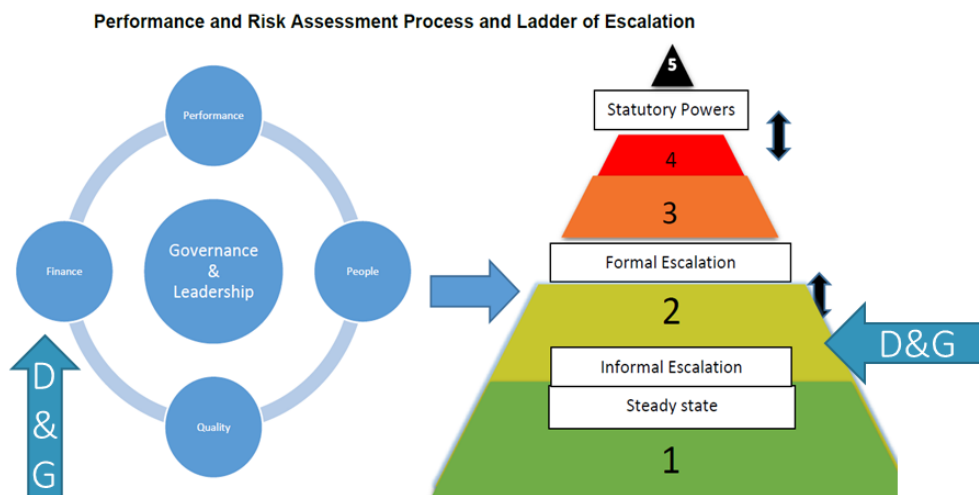 Performance and Risk Assessment Process and Ladder of Escalation
Performance
Finance
Governance
&
Leadership
People
Quality
D
&
G
5
Statutory Powers
4
3
Formal Escalation
2
D&G
Informal Escalation
Steady state
1